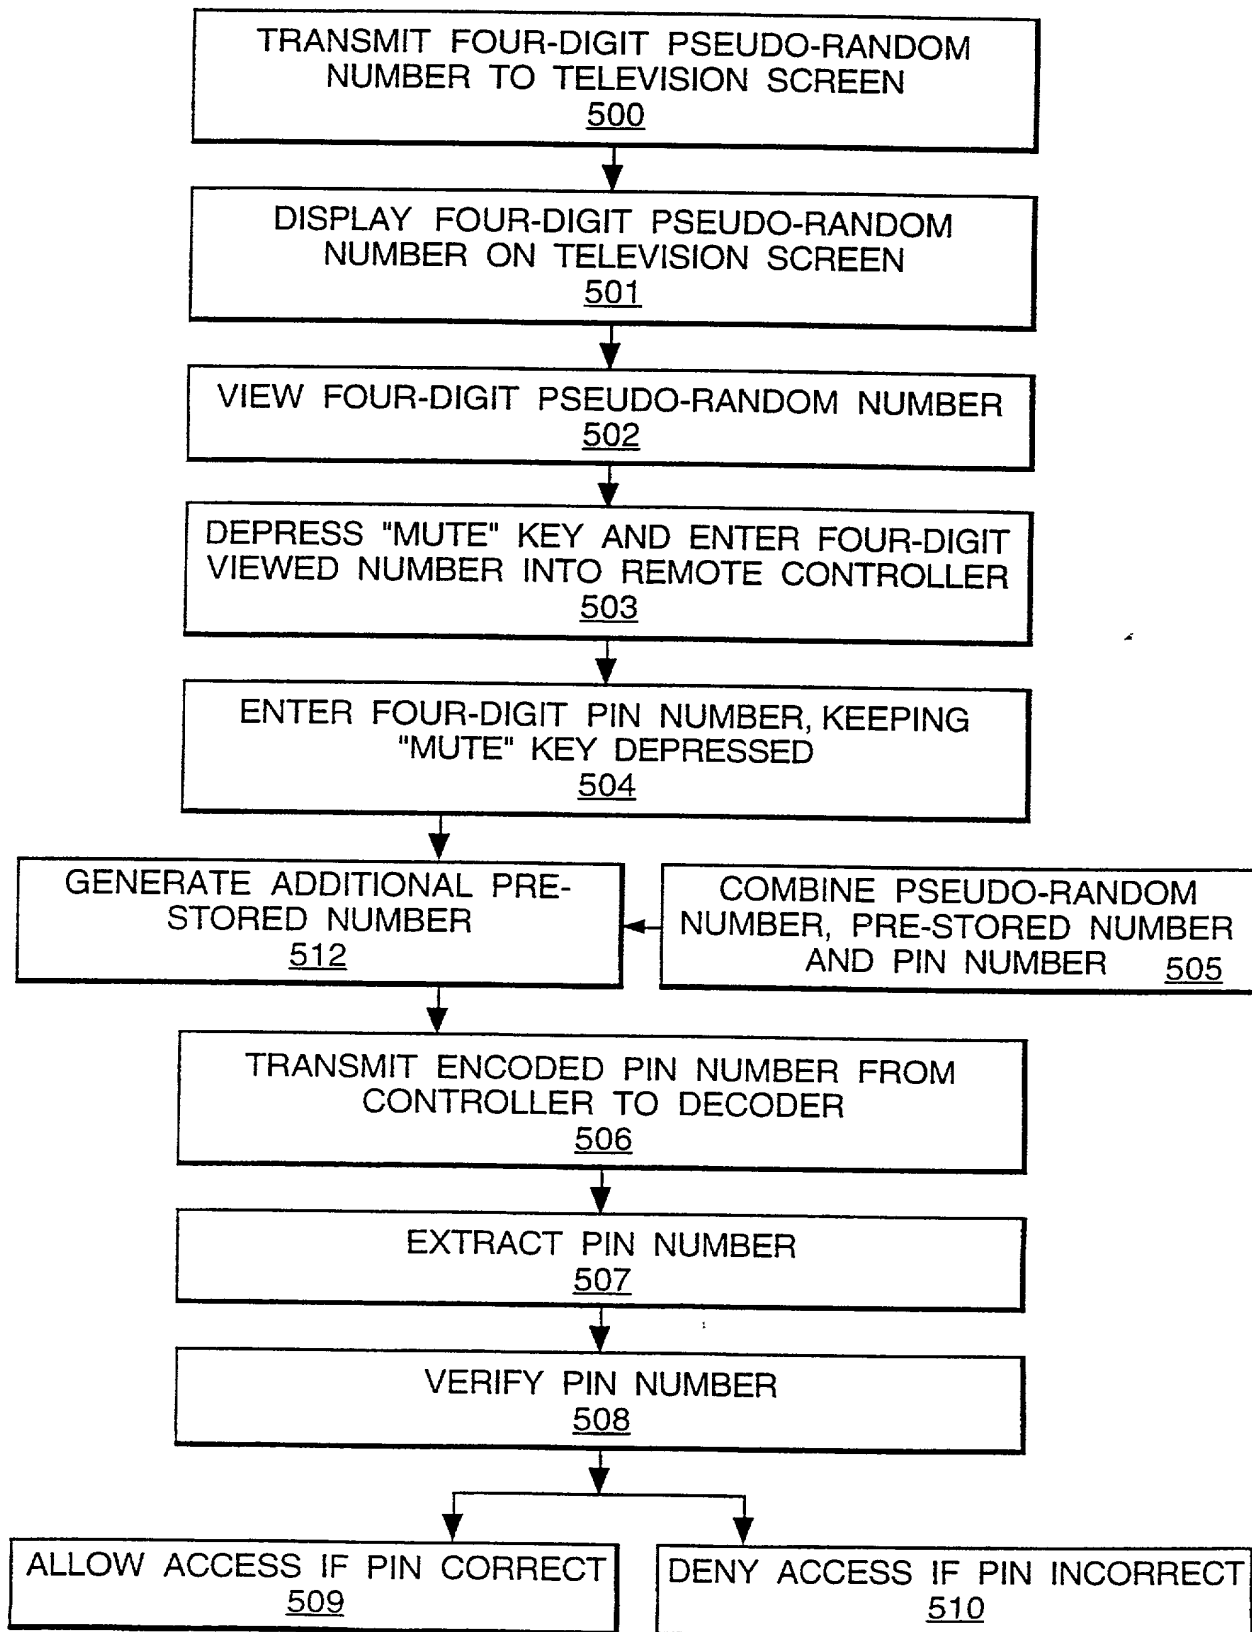 TRANSMIT FOUR-DIGIT PSEUDO-RANDOM
NUMBER TO TELEVISION SCREEN
500
DISPLAY FOUR-DIGIT PSEUDO-RANDOM
NUMBER ON TELEVISION SCREEN
501
VIEW FOUR-DIGIT PSEUDO-RANDOM NUMBER
502
DEPRESS "MUTE" KEY AND ENTER FOUR-DIGIT
VIEWED NUMBER INTO REMOTE CONTROLLER
503
ENTER FOUR-DIGIT PIN NUMBER, KEEPING
"MUTE" KEY DEPRESSED
504
GENERATE ADDITIONAL PRE-
STORED NUMBER
512
COMBINE PSEUDO-RANDOM
NUMBER, PRE-STORED NUMBER
AND PIN NUMBER 505
TRANSMIT ENCODED PIN NUMBER FROM
CONTROLLER TO DECODER
506
EXTRACT PIN NUMBER
507
VERIFY PIN NUMBER
508
ALLOW ACCESS IF PIN CORRECT
509
DENY ACCESS IF PIN INCORRECT
510